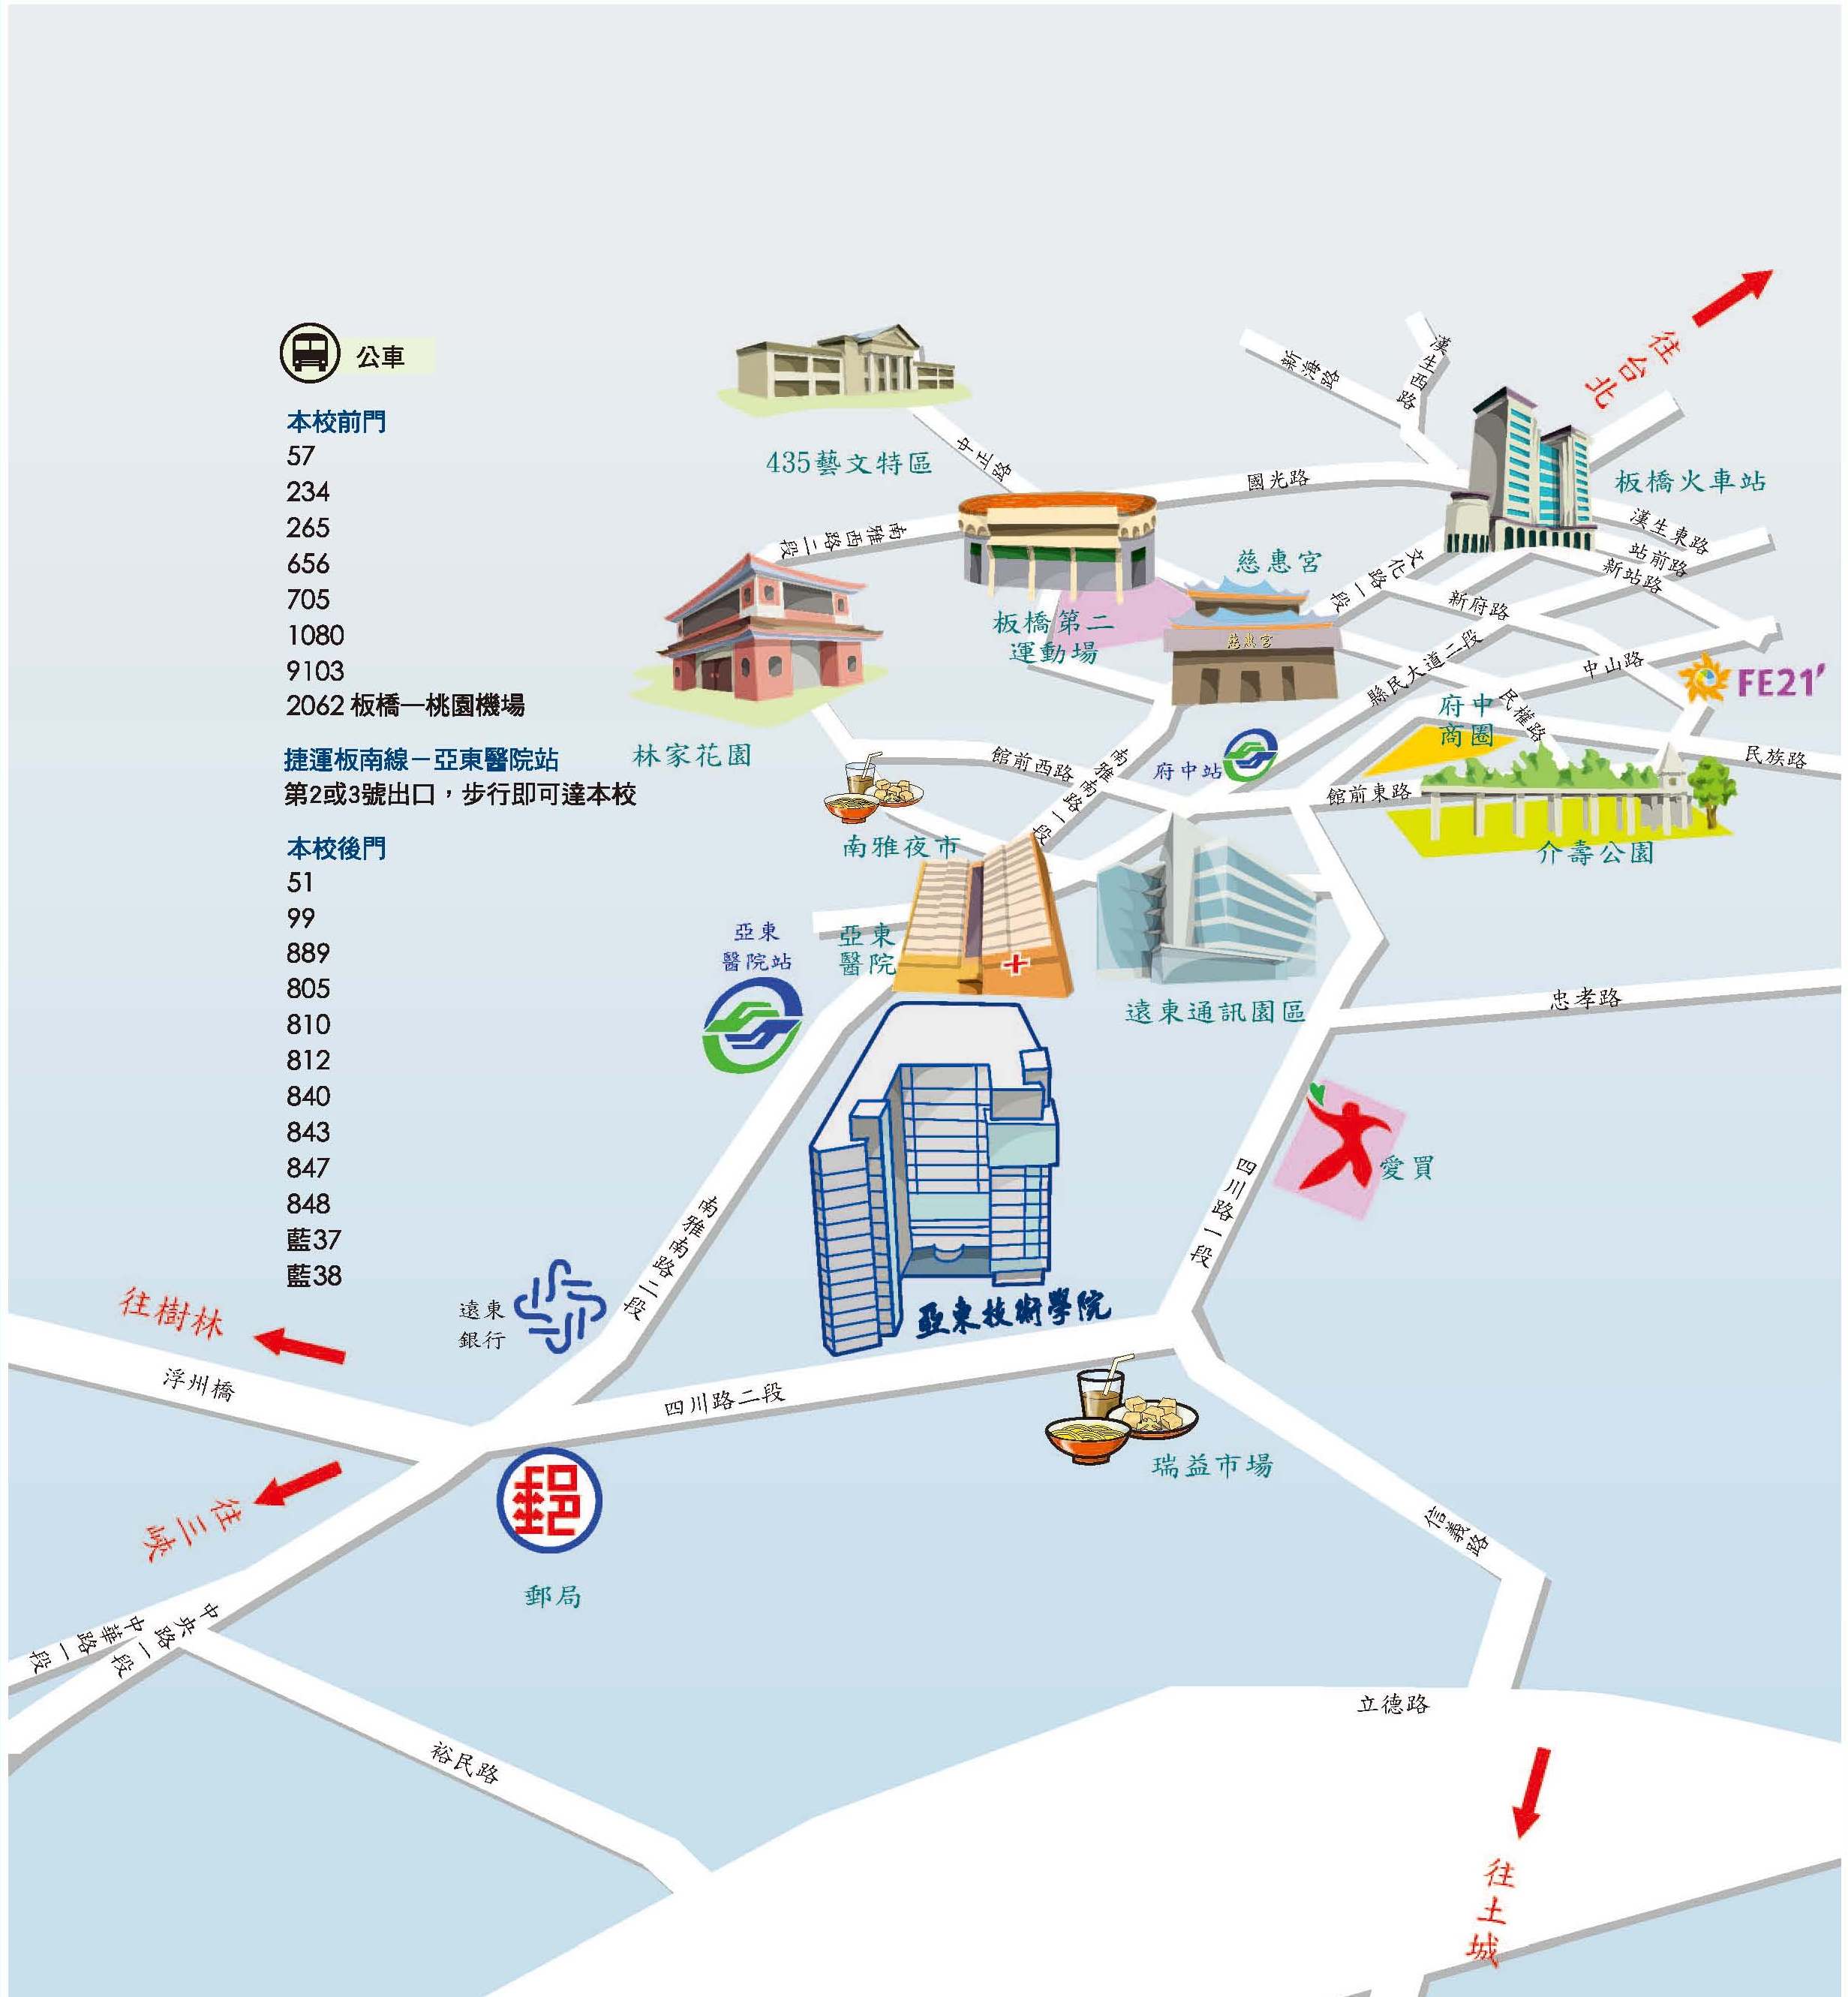 公車
本校前門
57
234
265
656
705
1080
9103
2062 板橋—桃園機場
捷運板南線－亞東醫院站
第2或3號出口，步行即可達本校
本校後門
51
99
889
805
810
812
840
843
847
848
藍37
藍38
往台北
新海路
漢生西路
435藝文特區
中正路
國光路
板橋火車站
南雅西路二段
漢生東路
站前路
新站路
慈惠宮
慈惠宮
文化路一段
新府路
板橋第二
運動場
縣民大道二段
中山路
FE21'
府中
商圈
民權路
民族路
林家花園
館前西路
南雅南路一段
府中站
館前東路
介壽公園
南雅夜市
亞東
醫院站
亞東
醫院
遠東通訊園區
忠孝路
愛買
四川路一段
南雅南路二段
亞東技術學院
遠東
銀行
往樹林
浮州橋
四川路二段
瑞益市場
往三峽
郵
郵局
信義路
中央路一段
中華路一段
裕民路
立德路
往土城